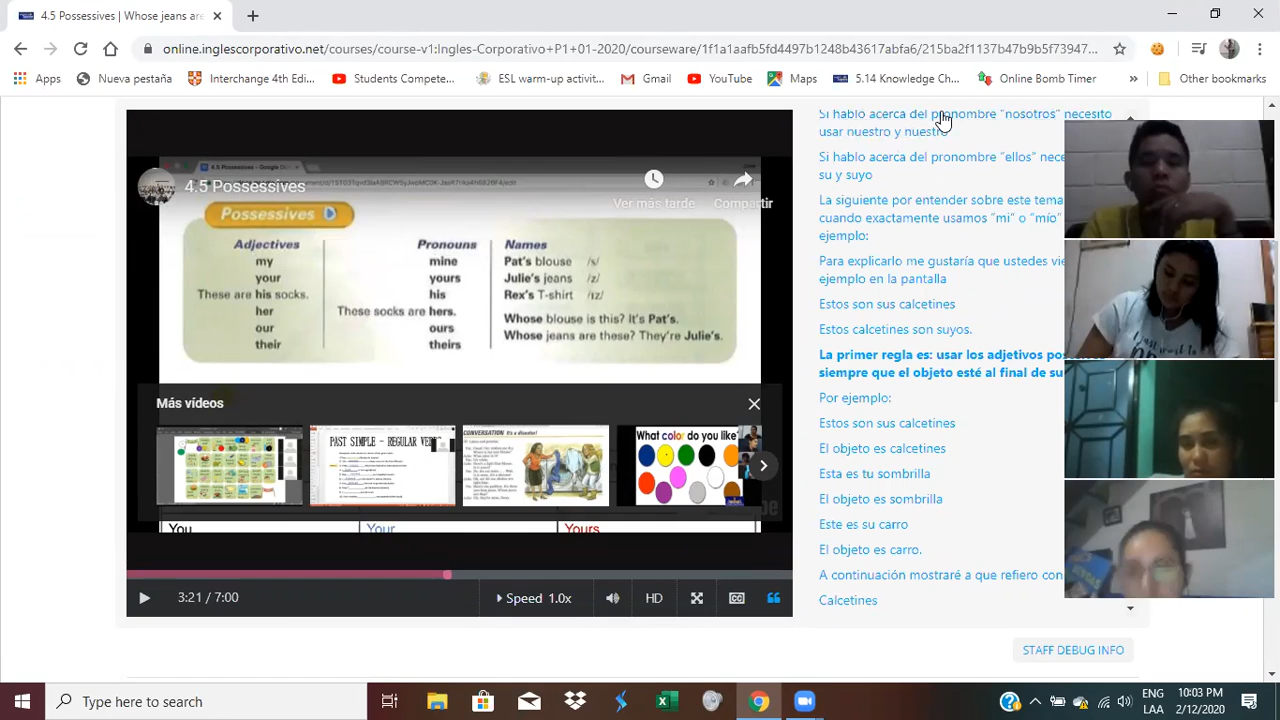 4.5 Possessives | Whose jeans are
online.inglescorporativo.net/courses/course-v1:Ingles-Corporativo+P1+01-2020/courseware/1f1a1aafb5fd4497b1248b43517abfa6/215ba2f1137b47b9b5f73947...
Apps
Nueva pestaña
Interchange 4th Edi...
Students Compete...
ESL warm-up activit...
Gmail
YouTube
Maps
5.14 Knowledge Ch...
Online Bomb Timer
»
Other bookmarks
4.5 Possessives
Ver más tarde
Compartir
Possessives
Adjectives Pronouns Names
my mine Pat's blouse /s/
your yours Julie's jeans /z/
These are his socks. his Rex's T-shirt /ɪz/
her These socks are hers.
our ours Whose blouse is this? It's Pat's.
their theirs Whose jeans are these? They're Julie's.
Más vídeos
PAST SIMPLE - REGULAR VE
CONVERSATION It's a disaster!
What color do you like?
You Your Yours
3:21 / 7:00
Speed 1.0x
HD
Si hablo acerca del pronombre "nosotros" necesito
usar nuestro y nuestro
Si hablo acerca del pronombre "ellos" nece
su y suyo
La siguiente por entender sobre este tema
cuando exactamente usamos "mi" o "mío"
ejemplo:
Para explicarlo me gustaría que ustedes vie
ejemplo en la pantalla
Estos son sus calcetines
Estos calcetines son suyos.
La primer regla es: usar los adjetivos pos
siempre que el objeto esté al final de su
Por ejemplo:
Estos son sus calcetines
El objeto es calcetines
Esta es tu sombrilla
El objeto es sombrilla
Este es su carro
El objeto es carro.
A continuación mostraré a que refiero con
Calcetines
STAFF DEBUG INFO
Type here to search
ENG
LAA
10:03 PM
2/12/2020